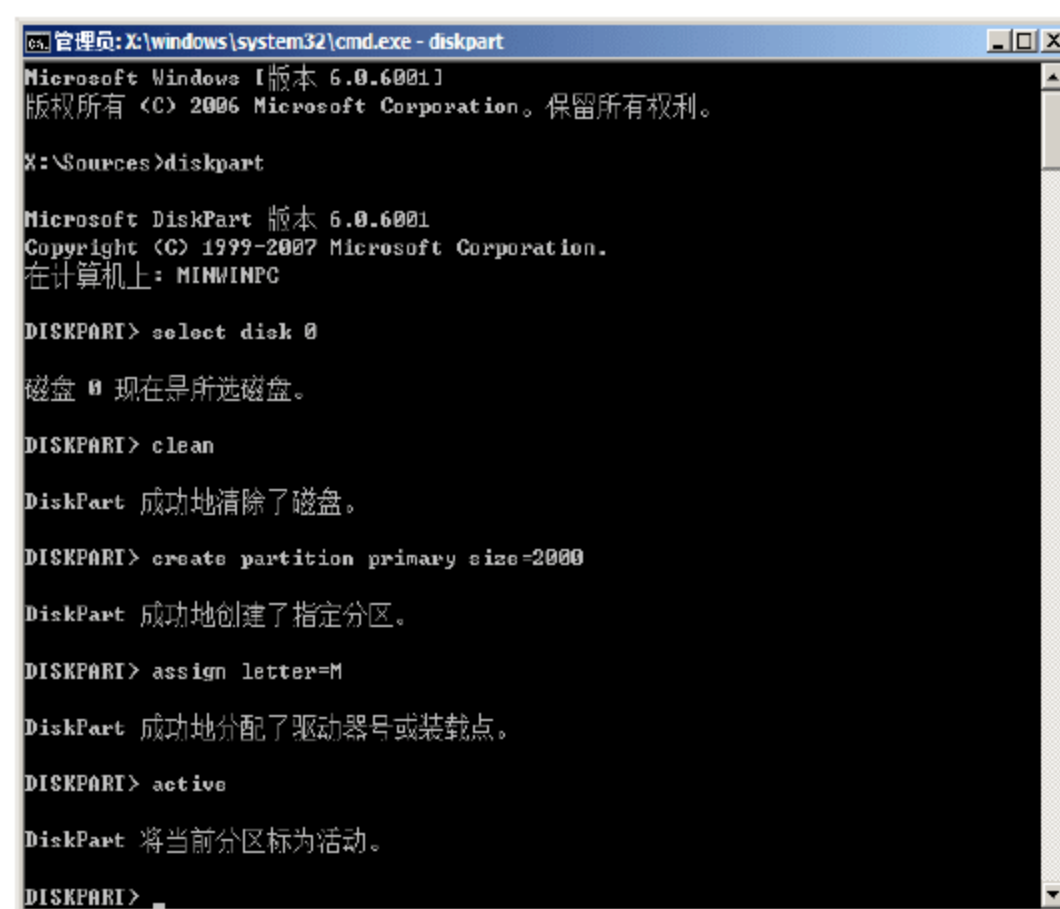 管理员: X:\windows\system32\cmd.exe - diskpart
Microsoft Windows [版本 6.0.6001]
版权所有 (C) 2006 Microsoft Corporation。保留所有权利。
X:\Sources>diskpart
Microsoft DiskPart 版本 6.0.6001
Copyright (C) 1999-2007 Microsoft Corporation.
在计算机上: MINWINPC
DISKPART> select disk 0
磁盘 0 现在是所选磁盘。
DISKPART> clean
DiskPart 成功地清除了磁盘。
DISKPART> create partition primary size=2000
DiskPart 成功地创建了指定分区。
DISKPART> assign letter=M
DiskPart 成功地分配了驱动器号或装载点。
DISKPART> active
DiskPart 将当前分区标为活动。
DISKPART> _